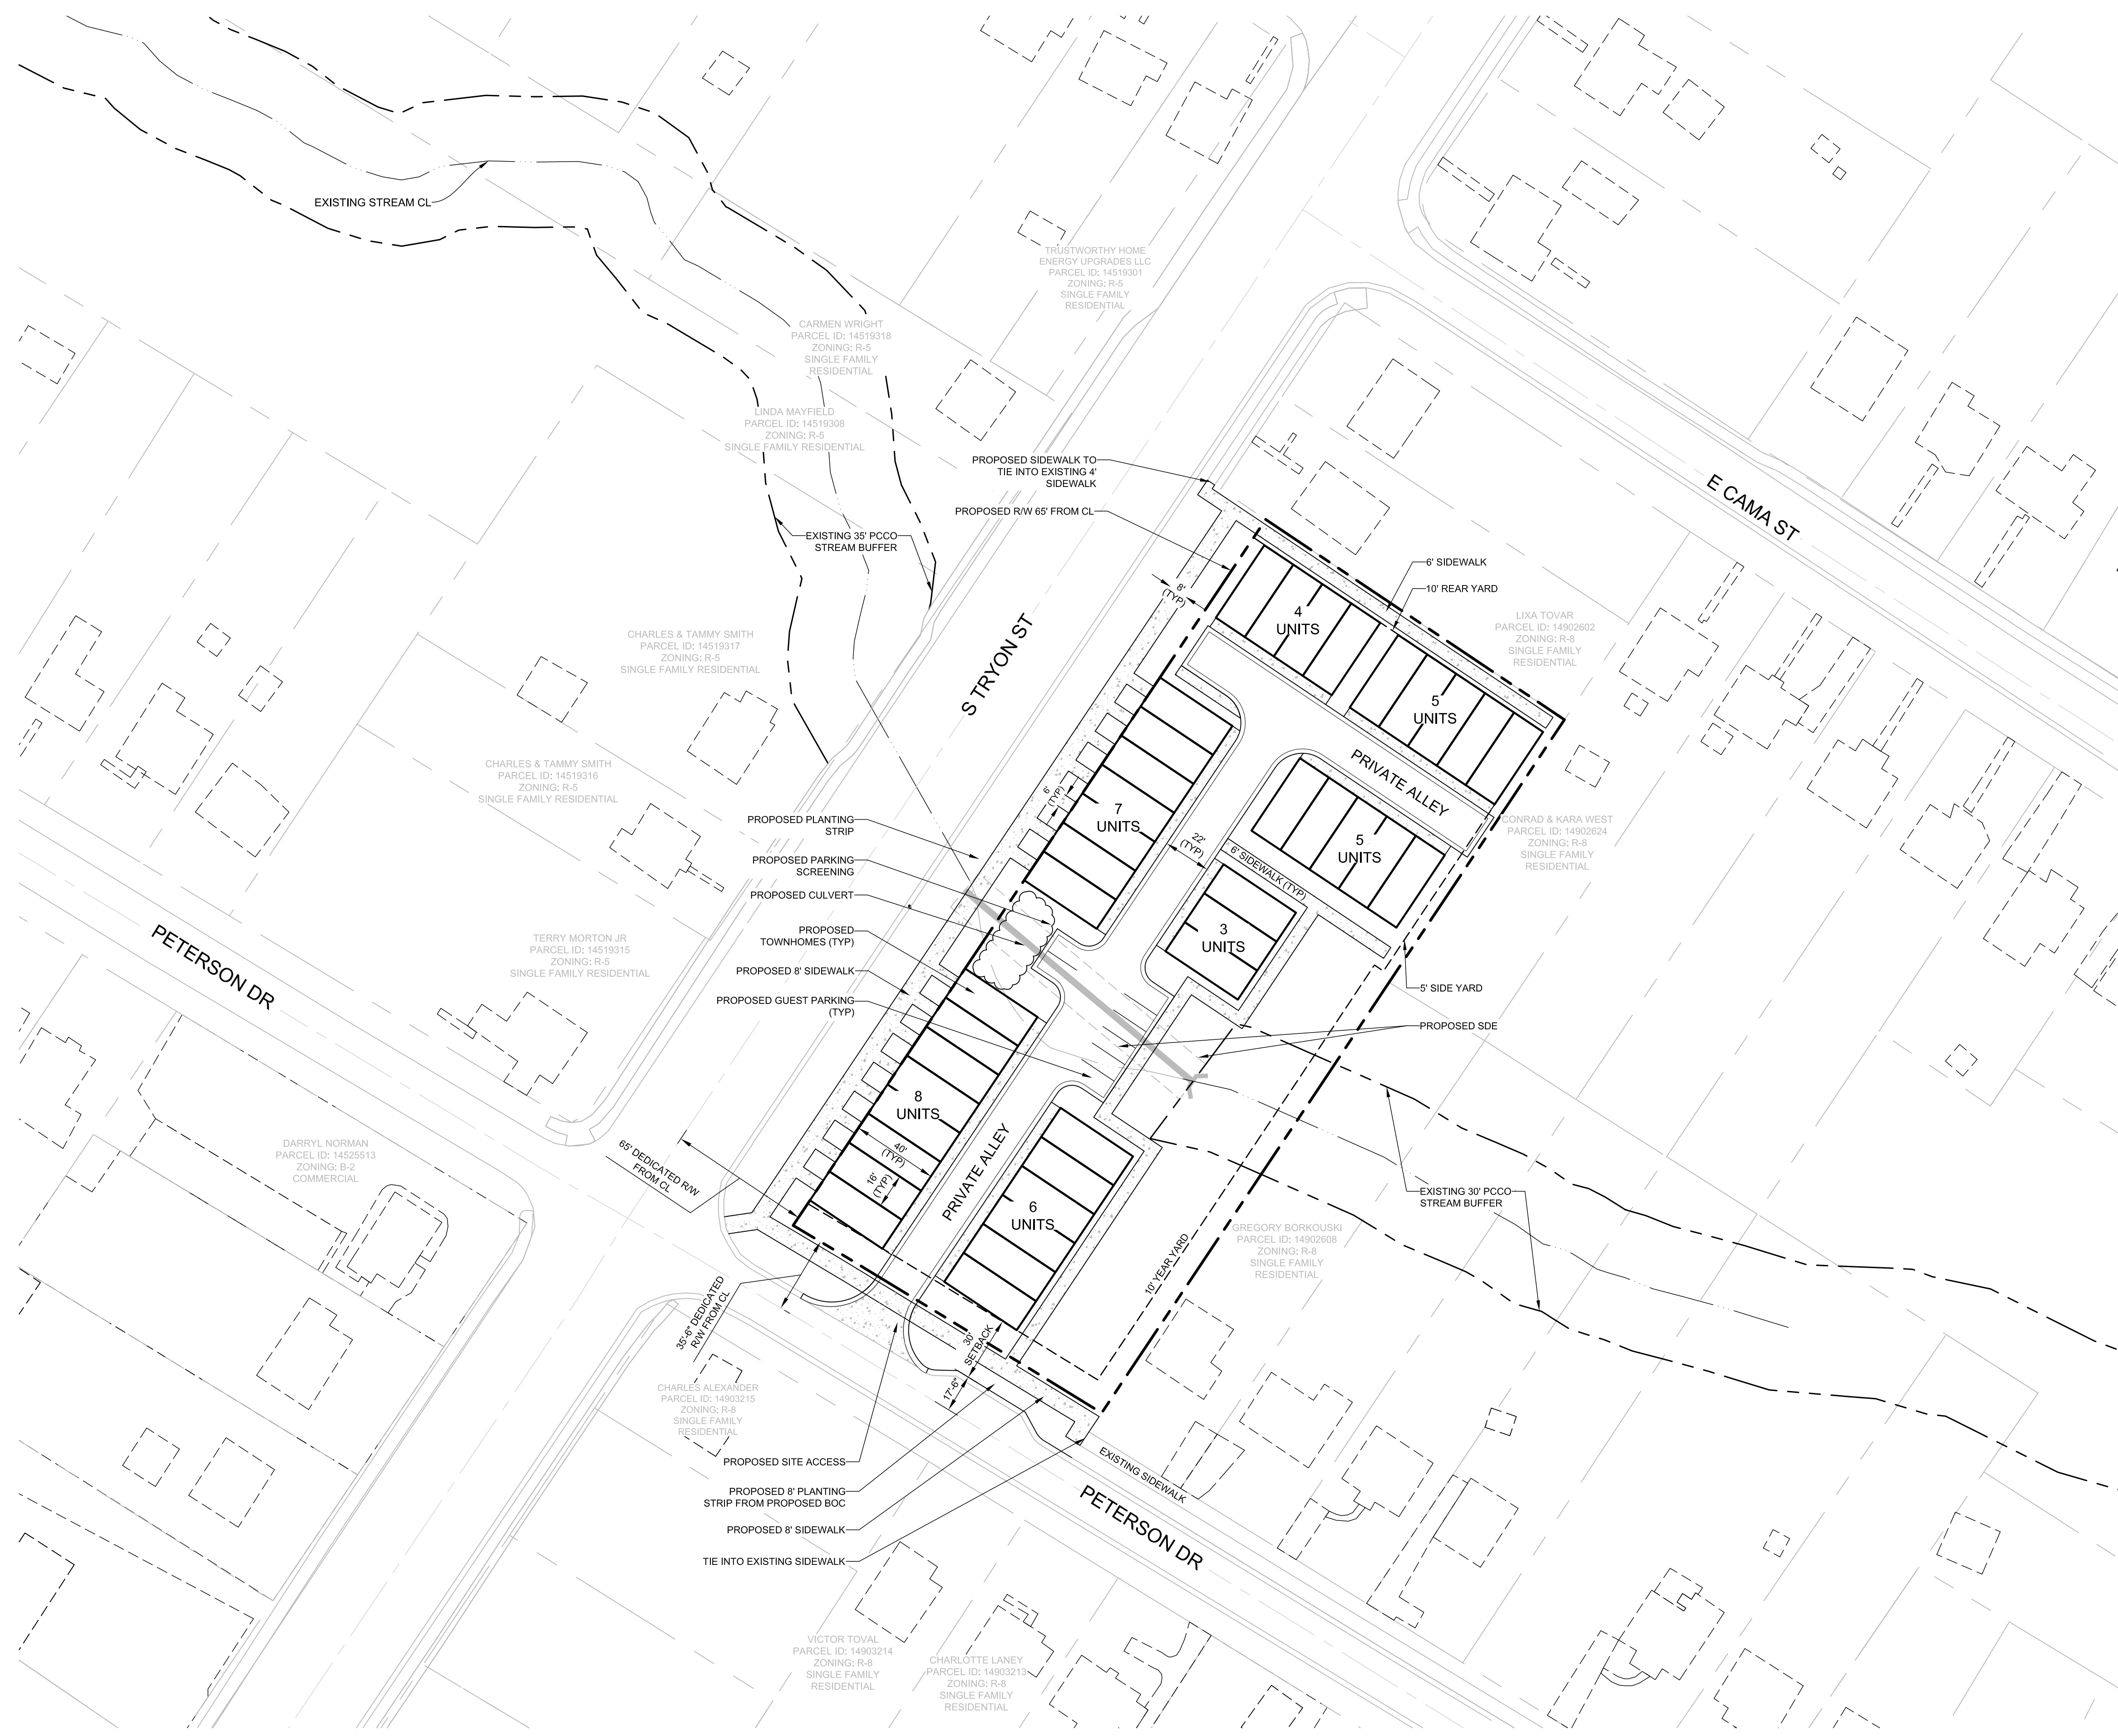 EXISTING STREAM CL
TRUSTWORTHY HOME
ENERGY UPGRADES LLC
PARCEL ID: 14519301
ZONING: R-5
SINGLE FAMILY
RESIDENTIAL
CARMEN WRIGHT
PARCEL ID: 14519318
ZONING: R-5
SINGLE FAMILY
RESIDENTIAL
LINDA MAYFIELD
PARCEL ID: 14519308
ZONING: R-5
SINGLE FAMILY RESIDENTIAL
PROPOSED SIDEWALK TO
TIE INTO EXISTING 4'
SIDEWALK
PROPOSED R/W 65' FROM CL
EXISTING 35' PCCO
STREAM BUFFER
E CAMA ST
6' SIDEWALK
10' REAR YARD
8'
(TYP)
4
UNITS
LIXA TOVAR
PARCEL ID: 14902602
ZONING: R-8
SINGLE FAMILY
RESIDENTIAL
CHARLES & TAMMY SMITH
PARCEL ID: 14519317
ZONING: R-5
SINGLE FAMILY RESIDENTIAL
S TRYON ST
5
UNITS
CHARLES & TAMMY SMITH
PARCEL ID: 14519316
ZONING: R-5
SINGLE FAMILY RESIDENTIAL
PRIVATE ALLEY
6'
(TYP)
7
UNITS
PROPOSED PLANTING
STRIP
22'
(TYP)
5
UNITS
CONRAD & KARA WEST
PARCEL ID: 14902624
ZONING: R-8
SINGLE FAMILY
RESIDENTIAL
PROPOSED PARKING
SCREENING
6' SIDEWALK (TYP)
PROPOSED CULVERT
PROPOSED
TOWNHOMES (TYP)
3
UNITS
PETERSON DR
TERRY MORTON JR
PARCEL ID: 14519315
ZONING: R-5
SINGLE FAMILY RESIDENTIAL
PROPOSED 8' SIDEWALK
5' SIDE YARD
PROPOSED GUEST PARKING
(TYP)
PROPOSED SDE
8
UNITS
DARRYL NORMAN
PARCEL ID: 14525513
ZONING: B-2
COMMERCIAL
65' DEDICATED R/W
FROM CL
40'
(TYP)
16'
(TYP)
PRIVATE ALLEY
6
UNITS
EXISTING 30' PCCO
STREAM BUFFER
GREGORY BORKOUSKI
PARCEL ID: 14902608
ZONING: R-8
SINGLE FAMILY
RESIDENTIAL
10' YEAR YARD
35'-6" DEDICATED
R/W FROM CL
30'
SETBACK
17'-6"
CHARLES ALEXANDER
PARCEL ID: 14903215
ZONING: R-8
SINGLE FAMILY
RESIDENTIAL
PROPOSED SITE ACCESS
EXISTING SIDEWALK
PROPOSED 8' PLANTING
STRIP FROM PROPOSED BOC
PROPOSED 8' SIDEWALK
PETERSON DR
TIE INTO EXISTING SIDEWALK
VICTOR TOVAL
PARCEL ID: 14903214
ZONING: R-8
SINGLE FAMILY
RESIDENTIAL
CHARLOTTE LANEY
PARCEL ID: 14903213
ZONING: R-8
SINGLE FAMILY
RESIDENTIAL